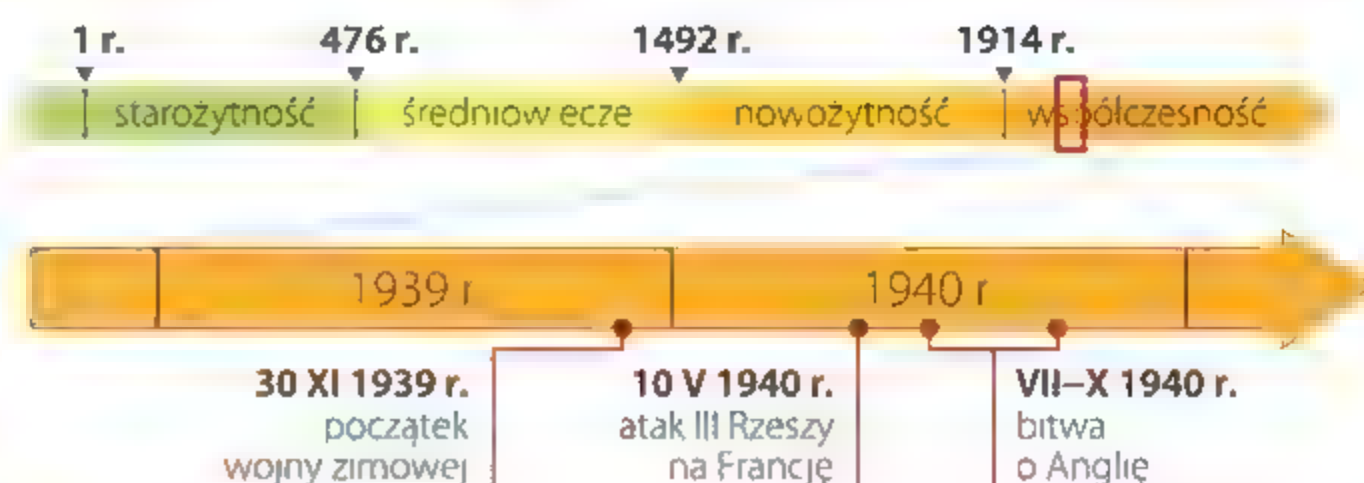 1 r. 476 r. 1492 r. 1914 r.
starożytność średniowiecze nowożytność współczesność
1939 r. 1940 r.
30 XI 1939 r.
początek
wojny zimowej
10 V 1940 r.
atak III Rzeszy
na Francję
VII–X 1940 r.
bitwa
o Anglię